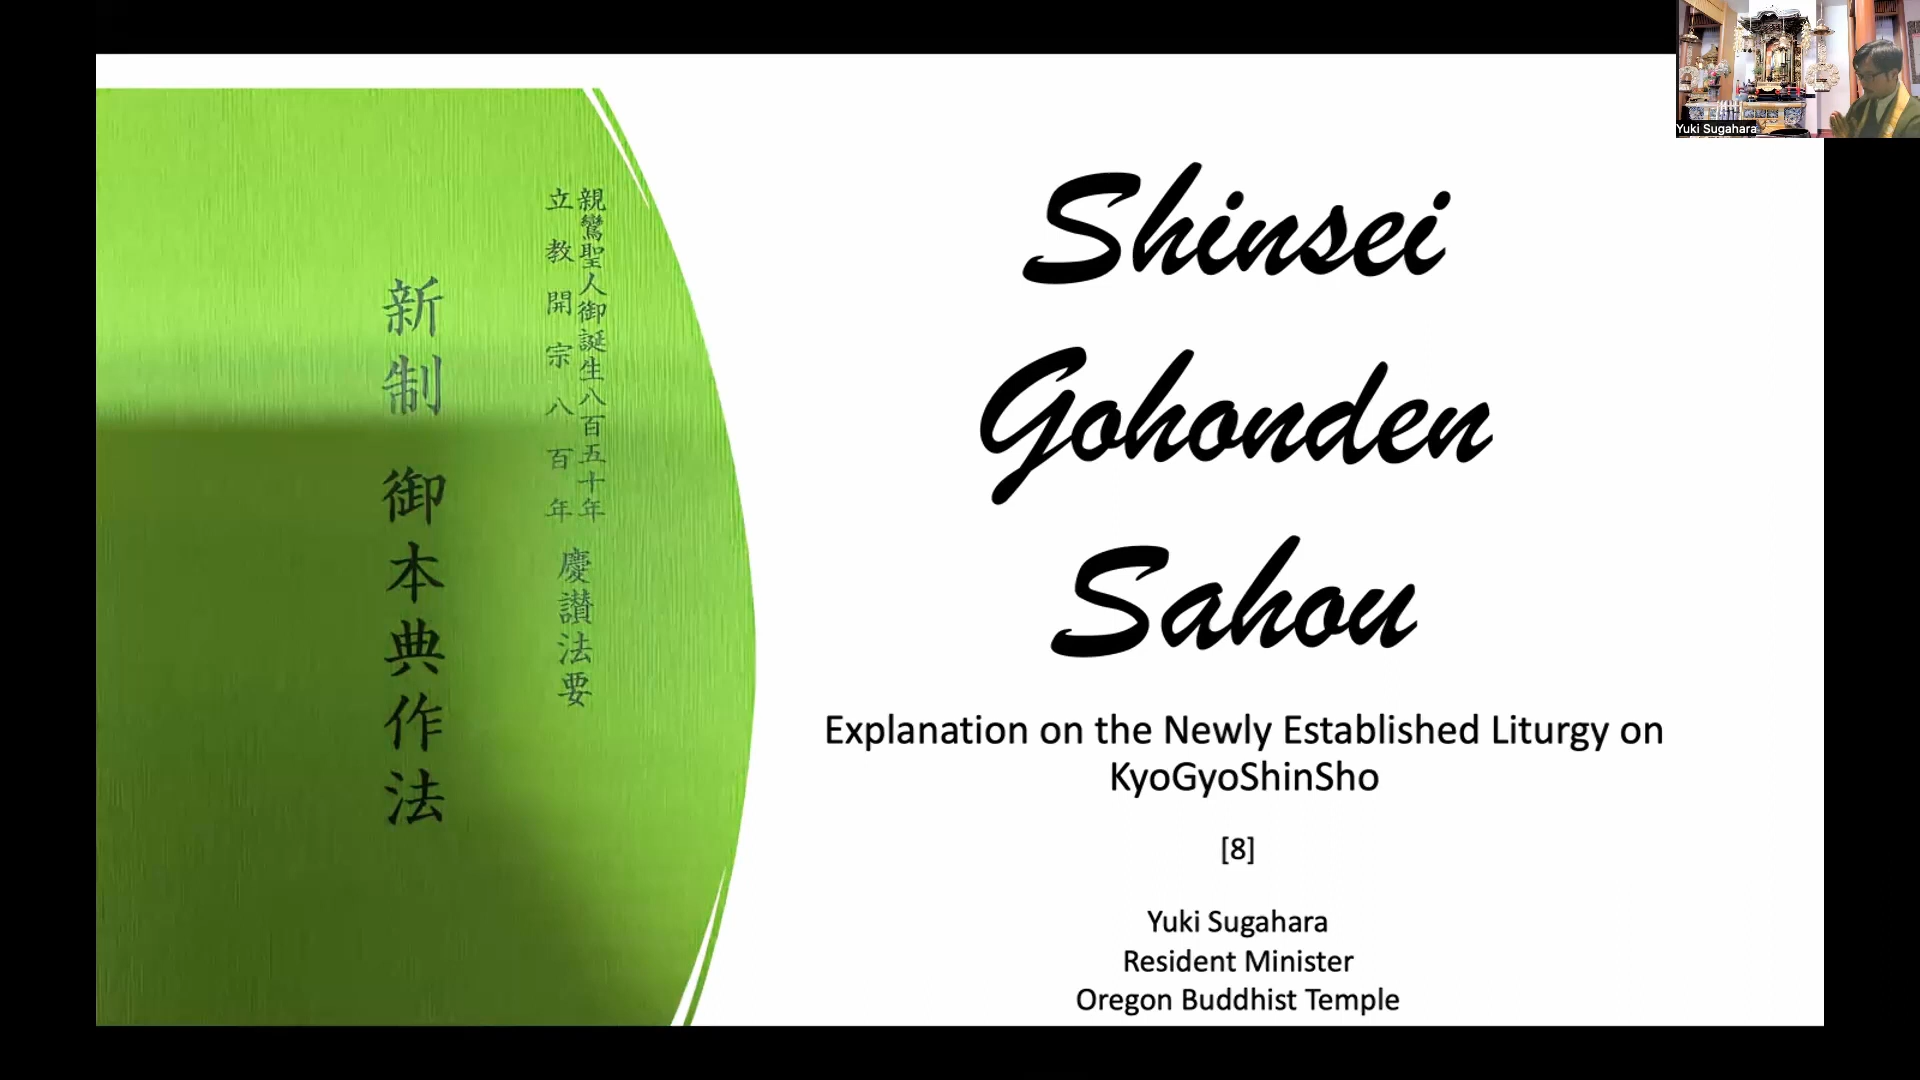 親鸞聖人御誕生八百五十年
立教開宗八百年
慶讃法要
新制 御本典作法
Shinsei
Gohonden
Sahou
Explanation on the Newly Established Liturgy on
KyoGyoShinSho
[8]
Yuki Sugahara
Resident Minister
Oregon Buddhist Temple
Yuki Sugahara